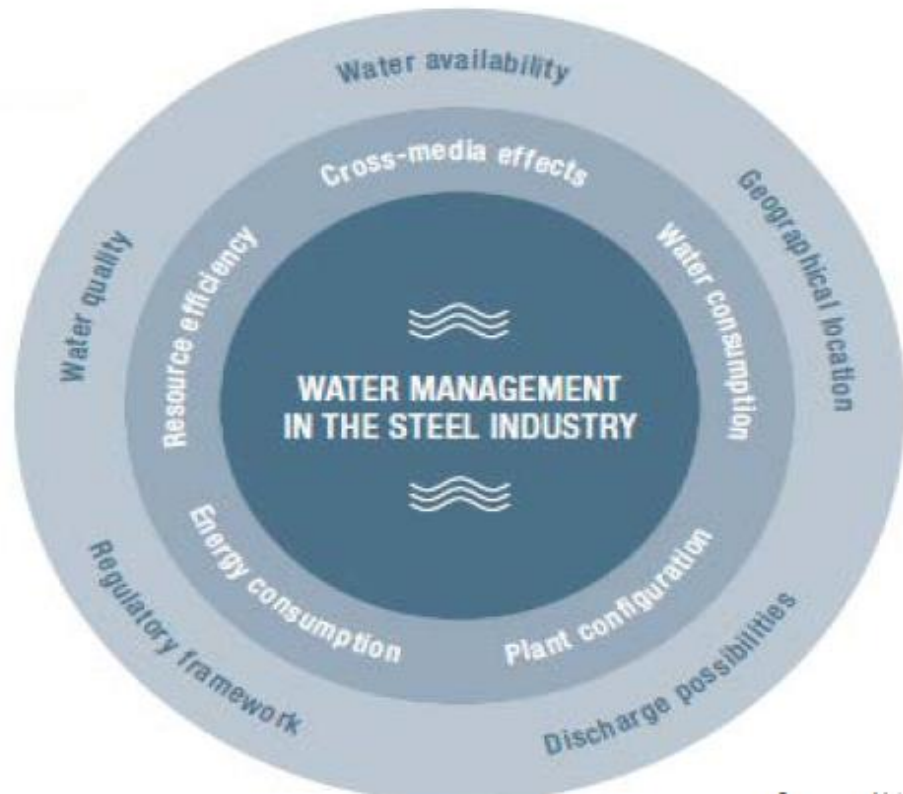 Water availability
Geographical location
Discharge possibilities
Regulatory framework
Water quality
Cross-media effects
Water consumption
Plant configuration
Energy consumption
Resource efficiency
WATER MANAGEMENT
IN THE STEEL INDUSTRY